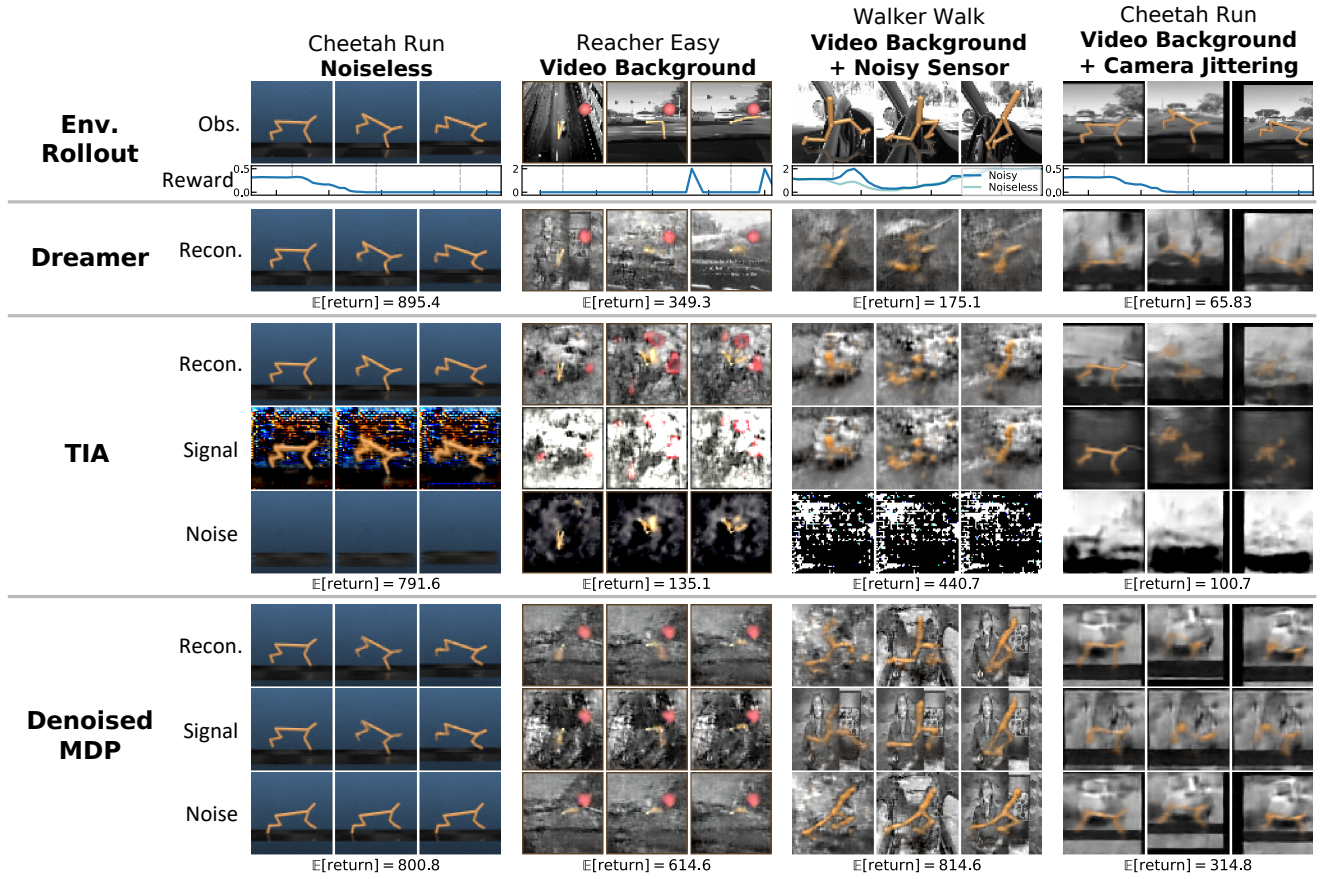 Cheetah Run
Noiseless
Reacher Easy
Video Background
Walker Walk
Video Background
+ Noisy Sensor
Cheetah Run
Video Background
+ Camera Jittering
Env.
Rollout
Obs.
Reward
0.5
0.0
2
0
2
0
Noisy
Noiseless
0.5
0.0
Dreamer
Recon.
𝔼[return] = 895.4
𝔼[return] = 349.3
𝔼[return] = 175.1
𝔼[return] = 65.83
TIA
Recon.
Signal
Noise
𝔼[return] = 791.6
𝔼[return] = 135.1
𝔼[return] = 440.7
𝔼[return] = 100.7
Denoised
MDP
Recon.
Signal
Noise
𝔼[return] = 800.8
𝔼[return] = 614.6
𝔼[return] = 814.6
𝔼[return] = 314.8